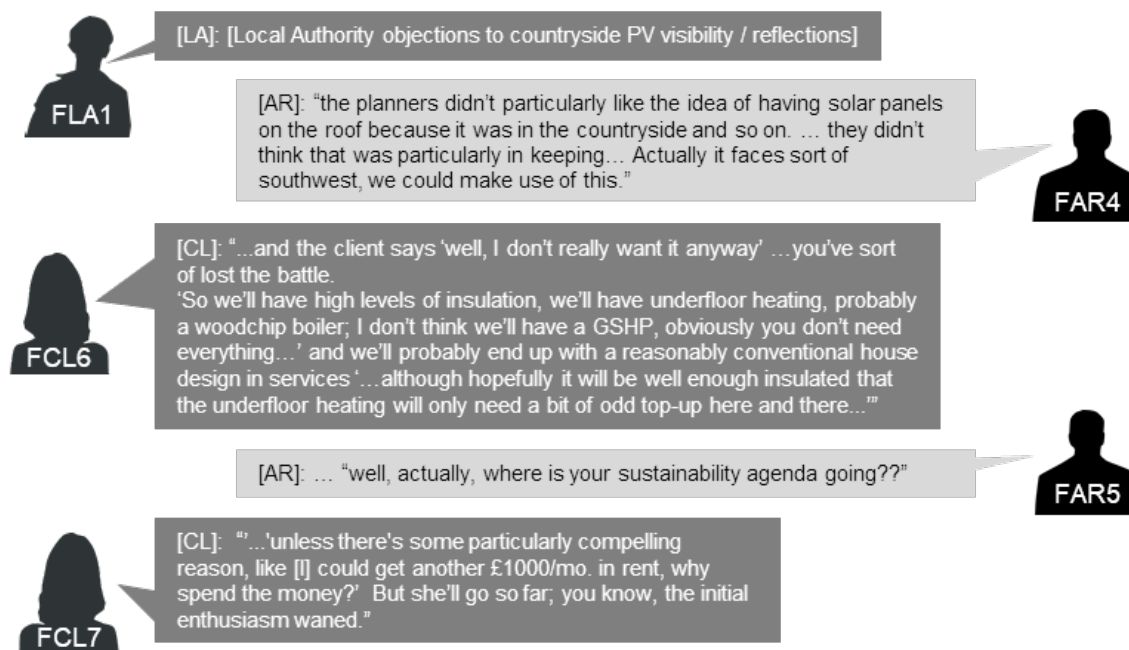 [LA]: [Local Authority objections to countryside PV visibility / reflections]
FLA1
[AR]: “the planners didn’t particularly like the idea of having solar panels
on the roof because it was in the countryside and so on. … they didn’t
think that was particularly in keeping… Actually it faces sort of
southwest, we could make use of this.”
FAR4
[CL]: “...and the client says ‘well, I don’t really want it anyway’ …you’ve sort
of lost the battle.
‘So we’ll have high levels of insulation, we’ll have underfloor heating, probably
a woodchip boiler; I don’t think we’ll have a GSHP, obviously you don’t need
everything…’ and we’ll probably end up with a reasonably conventional house
design in services ‘…although hopefully it will be well enough insulated that
the underfloor heating will only need a bit of odd top-up here and there...’”
FCL6
[AR]: … “well, actually, where is your sustainability agenda going??”
FAR5
[CL]: “‘...’unless there's some particularly compelling
reason, like [I] could get another £1000/mo. in rent, why
spend the money?’ But she’ll go so far; you know, the initial
enthusiasm waned.”
FCL7